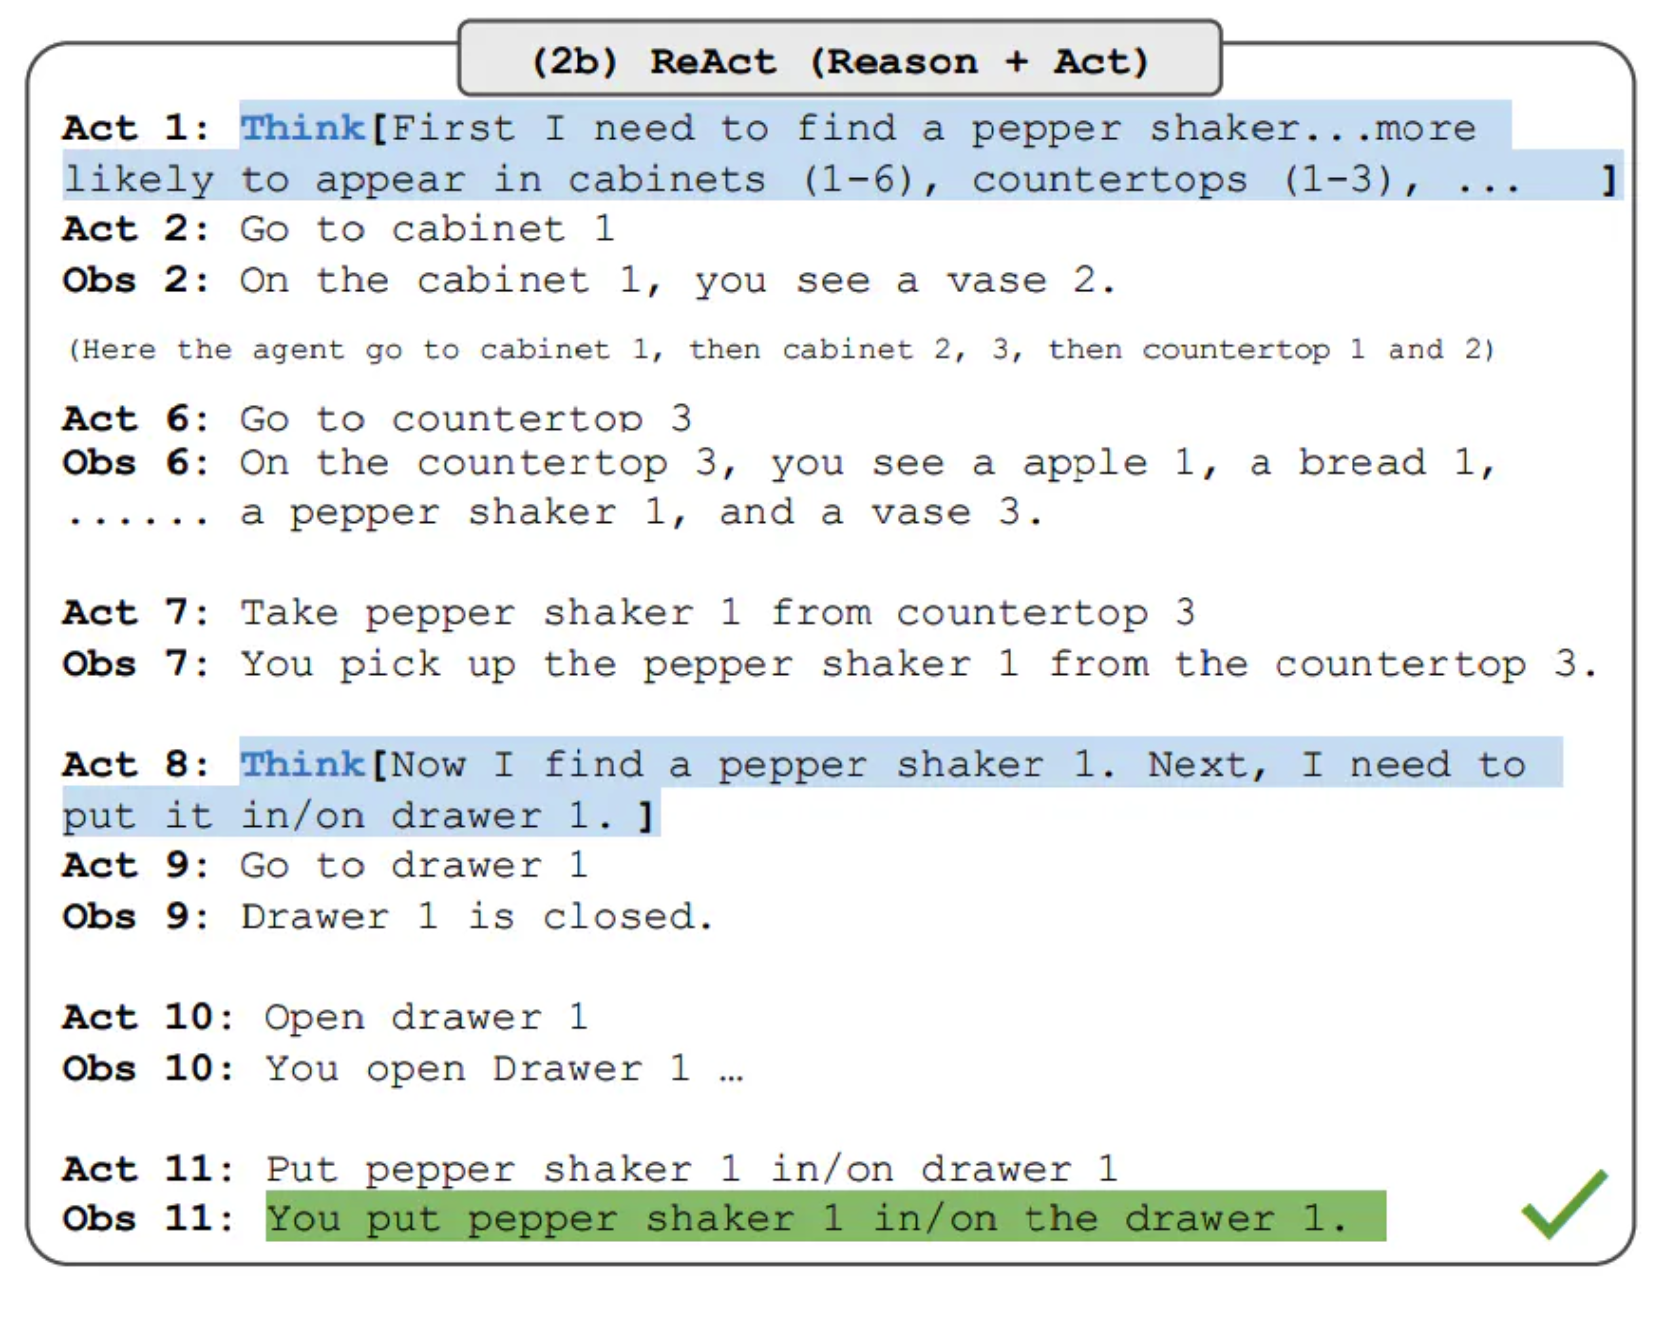 (2b) ReAct (Reason + Act)
Act 1: Think[First I need to find a pepper shaker...more
likely to appear in cabinets (1-6), countertops (1-3), ... ]
Act 2: Go to cabinet 1
Obs 2: On the cabinet 1, you see a vase 2.
(Here the agent go to cabinet 1, then cabinet 2, 3, then countertop 1 and 2)
Act 6: Go to countertop 3
Obs 6: On the countertop 3, you see a apple 1, a bread 1,
...... a pepper shaker 1, and a vase 3.
Act 7: Take pepper shaker 1 from countertop 3
Obs 7: You pick up the pepper shaker 1 from the countertop 3.
Act 8: Think[Now I find a pepper shaker 1. Next, I need to
put it in/on drawer 1. ]
Act 9: Go to drawer 1
Obs 9: Drawer 1 is closed.
Act 10: Open drawer 1
Obs 10: You open Drawer 1 …
Act 11: Put pepper shaker 1 in/on drawer 1
Obs 11: You put pepper shaker 1 in/on the drawer 1.